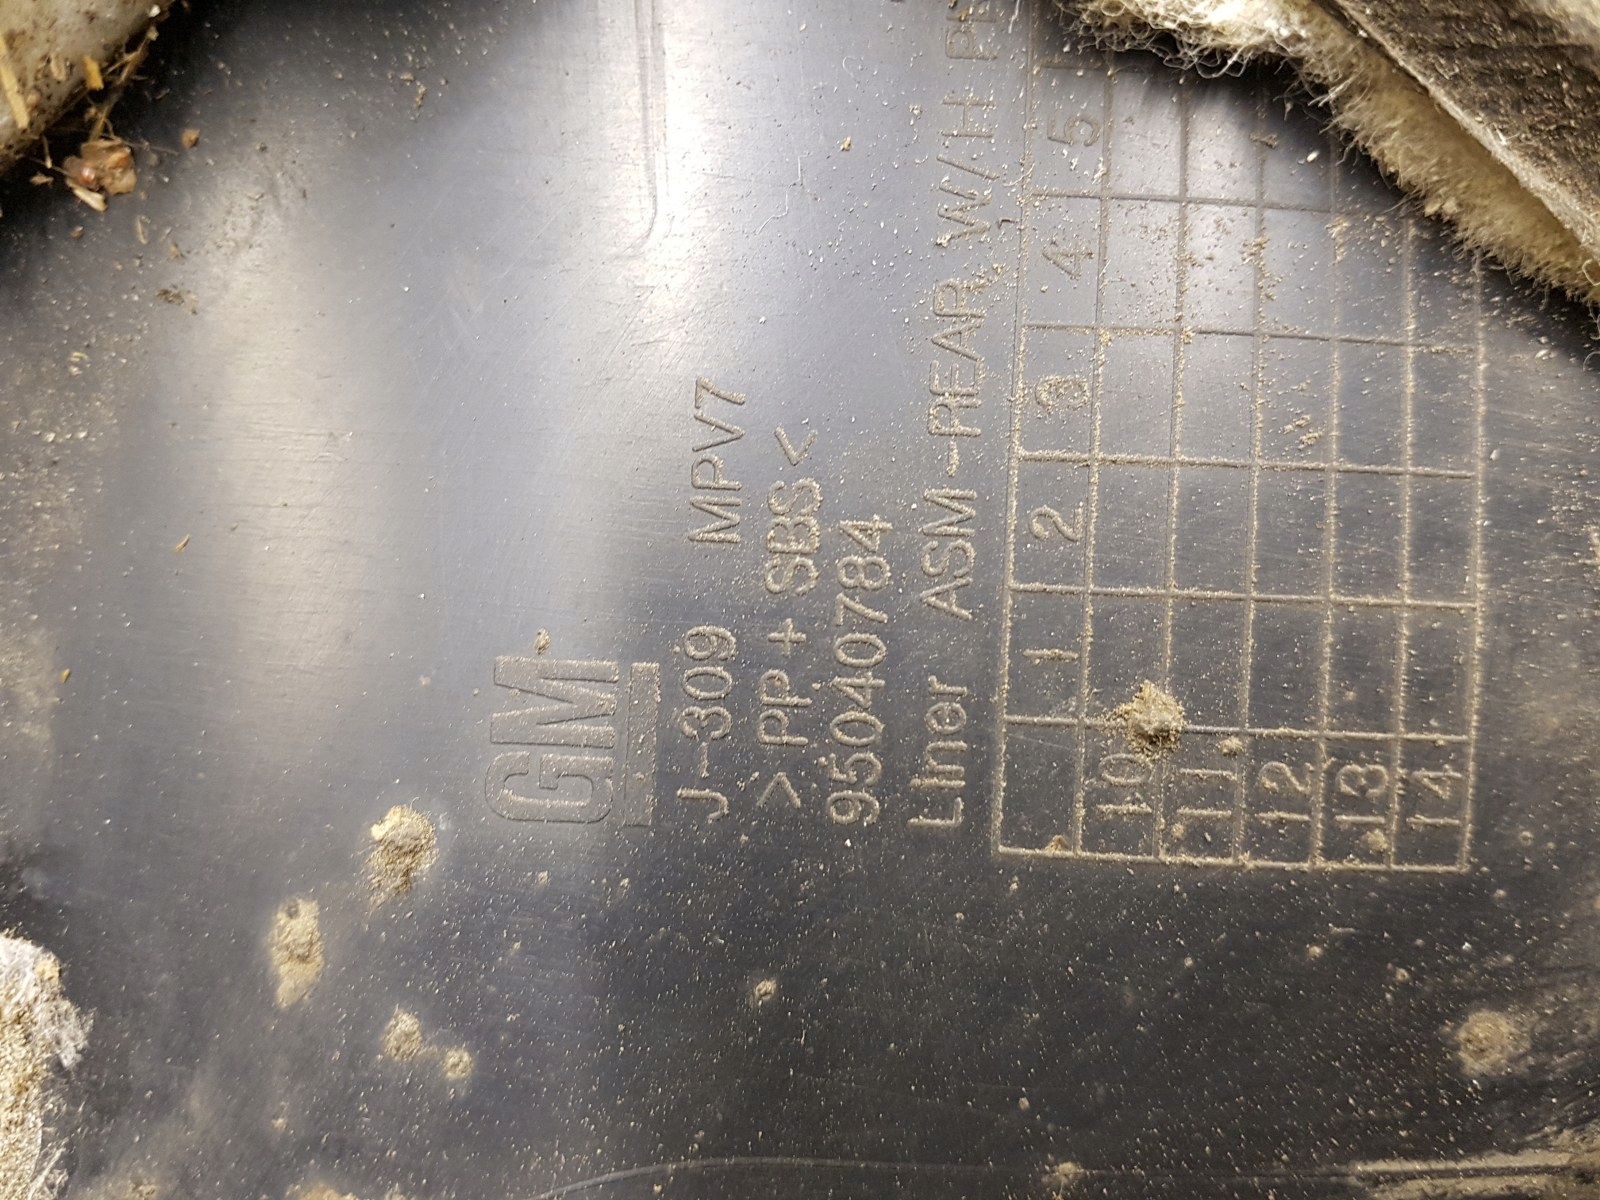 GM
J-309 MPV7
>PP + SBS<
95040784
Liner ASM-REAR W/H
1 2 3 4 5
10
11
12
13
14